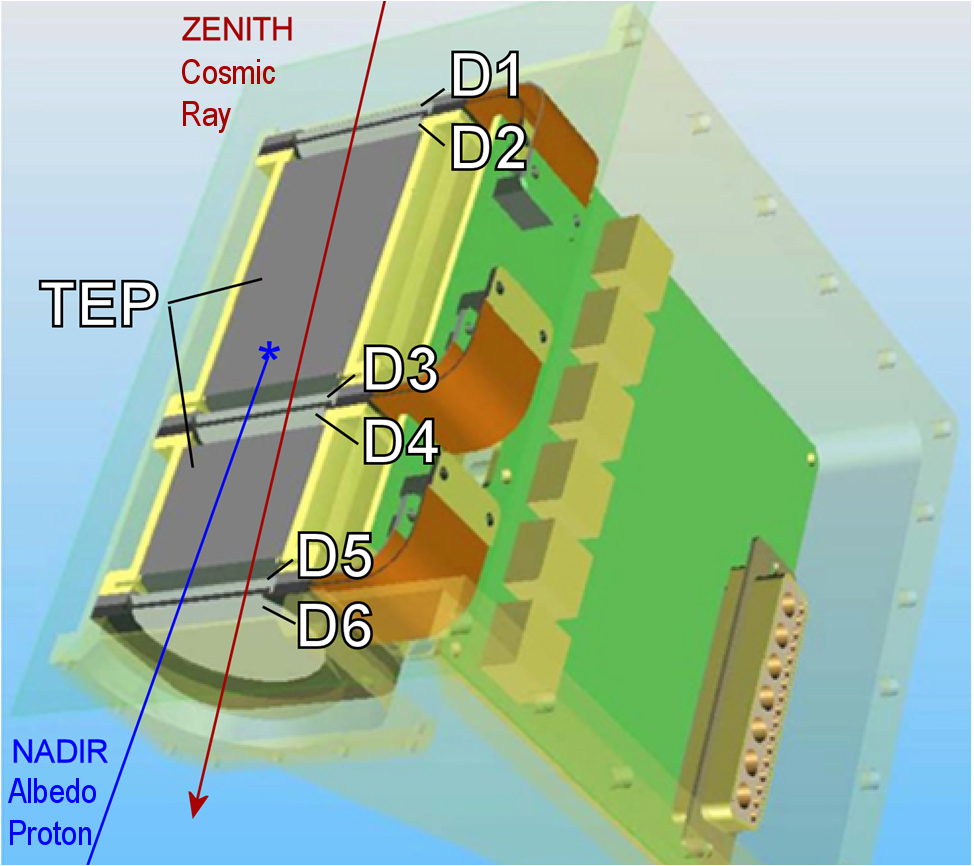 ZENITH
Cosmic
Ray
D1
D2
TEP
D3
D4
D5
D6
NADIR
Albedo
Proton